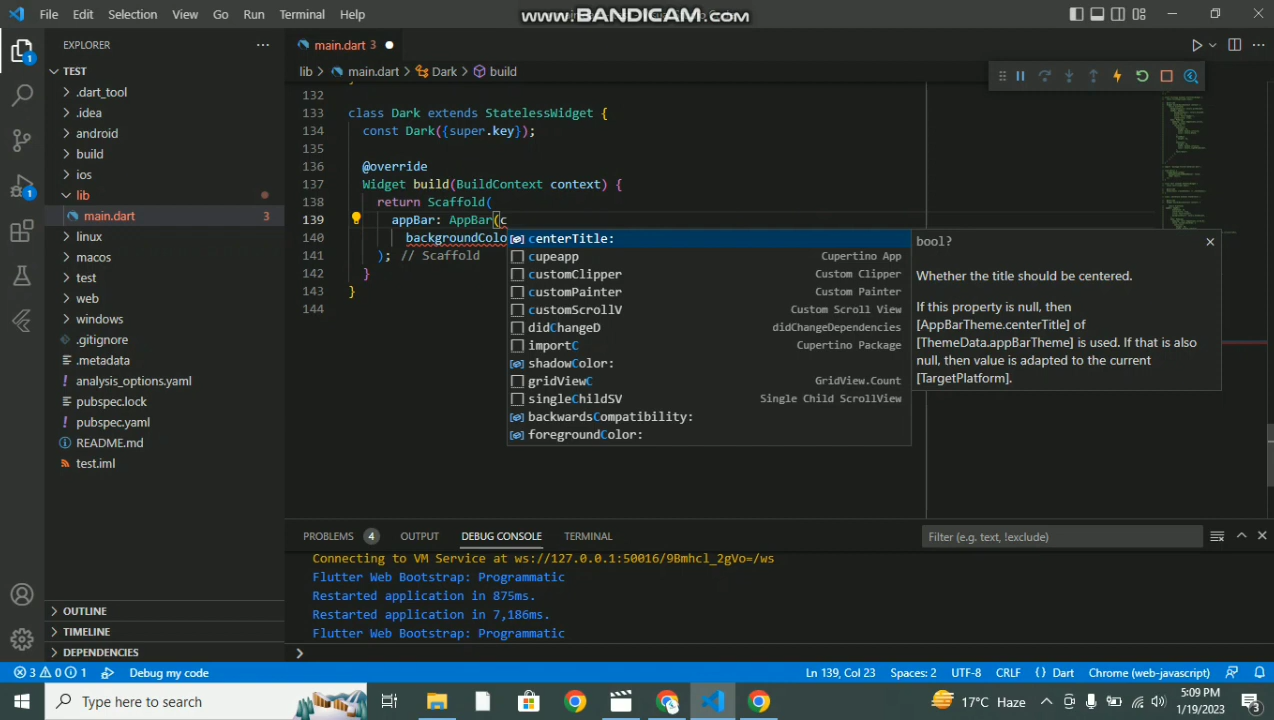 File Edit Selection View Go Run Terminal Help
www.BANDICAM.com
EXPLORER
main.dart 3
TEST
lib > main.dart > Dark > build
.dart_tool
.idea
android
build
ios
lib
main.dart 3
linux
macos
test
web
windows
.gitignore
.metadata
analysis_options.yaml
pubspec.lock
pubspec.yaml
README.md
test.iml
132
133 class Dark extends StatelessWidget {
134 const Dark({super.key});
135
136 @override
137 Widget build(BuildContext context) {
138 return Scaffold(
139 appBar: AppBar(c
140 backgroundColo
141 ); // Scaffold
142 }
143 }
144
centerTitle:
cupeapp Cupertino App
customClipper Custom Clipper
customPainter Custom Painter
customScrollV Custom Scroll View
didChangeD didChangeDependencies
importC Cupertino Package
shadowColor:
gridViewC GridView.Count
singleChildSV Single Child ScrollView
backwardsCompatibility:
foregroundColor:
bool?
Whether the title should be centered.
If this property is null, then
[AppBarTheme.centerTitle] of
[ThemeData.appBarTheme] is used. If that is also
null, then value is adapted to the current
[TargetPlatform].
PROBLEMS 4 OUTPUT DEBUG CONSOLE TERMINAL
Filter (e.g. text, !exclude)
Connecting to VM Service at ws://127.0.0.1:50016/9Bmhcl_2gVo=/ws
Flutter Web Bootstrap: Programmatic
Restarted application in 875ms.
Restarted application in 7,186ms.
Flutter Web Bootstrap: Programmatic
OUTLINE
TIMELINE
DEPENDENCIES
3 0 1 Debug my code
Ln 139, Col 23 Spaces: 2 UTF-8 CRLF {} Dart Chrome (web-javascript)
Type here to search
17°C Haze
5:09 PM
1/19/2023
3